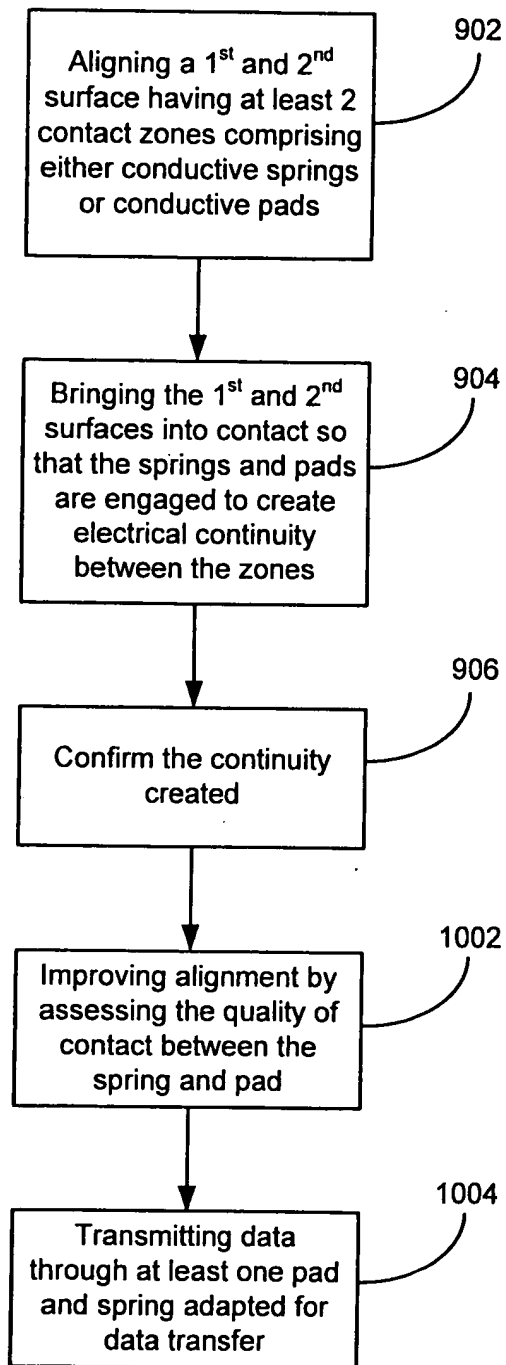 902
Aligning a 1st and 2nd
surface having at least 2
contact zones comprising
either conductive springs
or conductive pads
904
Bringing the 1st and 2nd
surfaces into contact so
that the springs and pads
are engaged to create
electrical continuity
between the zones
906
Confirm the continuity
created
1002
Improving alignment by
assessing the quality of
contact between the
spring and pad
1004
Transmitting data
through at least one pad
and spring adapted for
data transfer